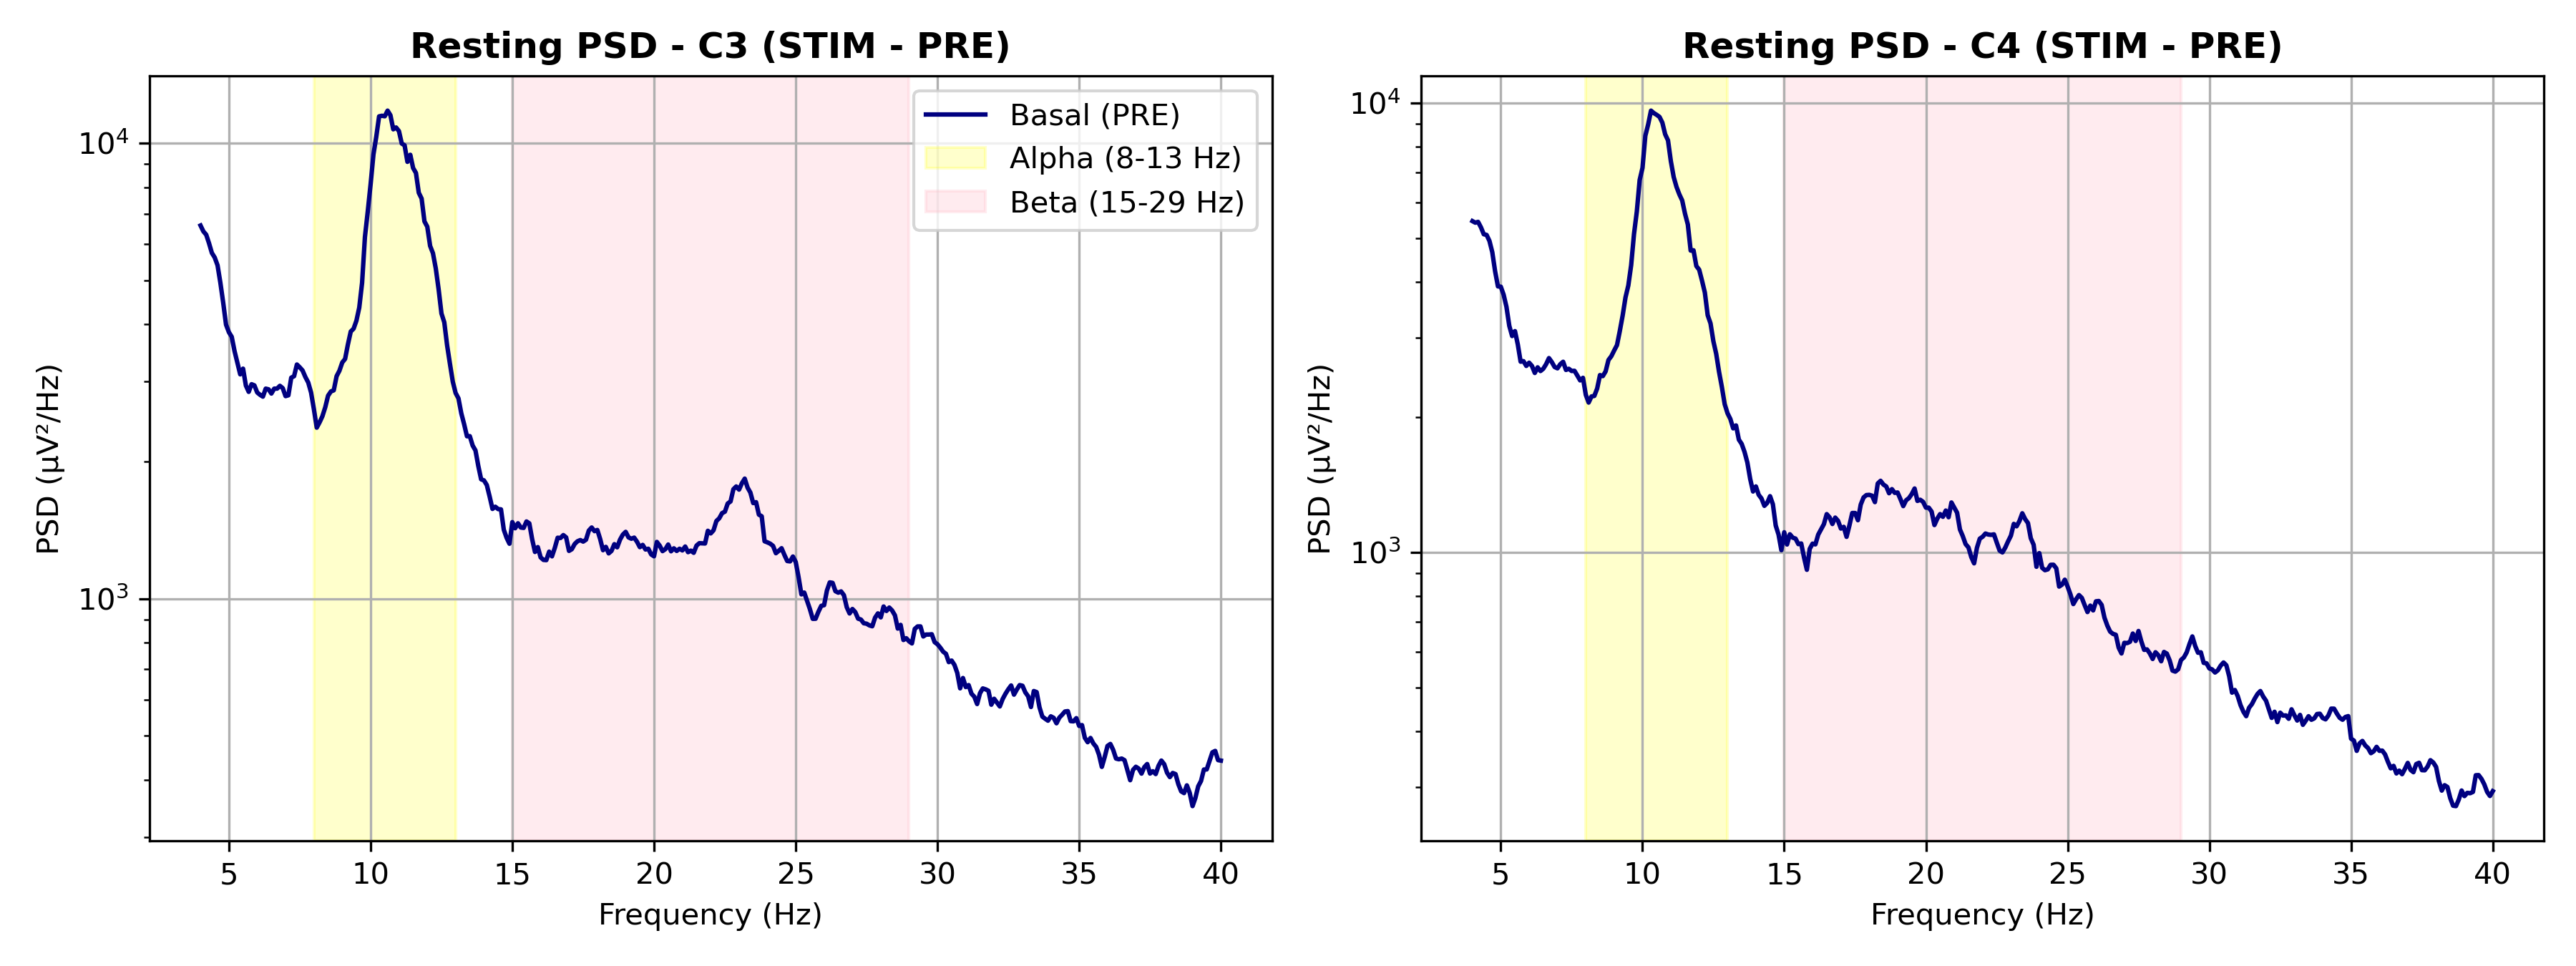 Resting PSD - C3 (STIM - PRE)
PSD (µV²/Hz)
10⁴
10³
5 10 15 20 25 30 35 40
Frequency (Hz)
Basal (PRE)
Alpha (8-13 Hz)
Beta (15-29 Hz)
Resting PSD - C4 (STIM - PRE)
PSD (µV²/Hz)
10⁴
10³
5 10 15 20 25 30 35 40
Frequency (Hz)